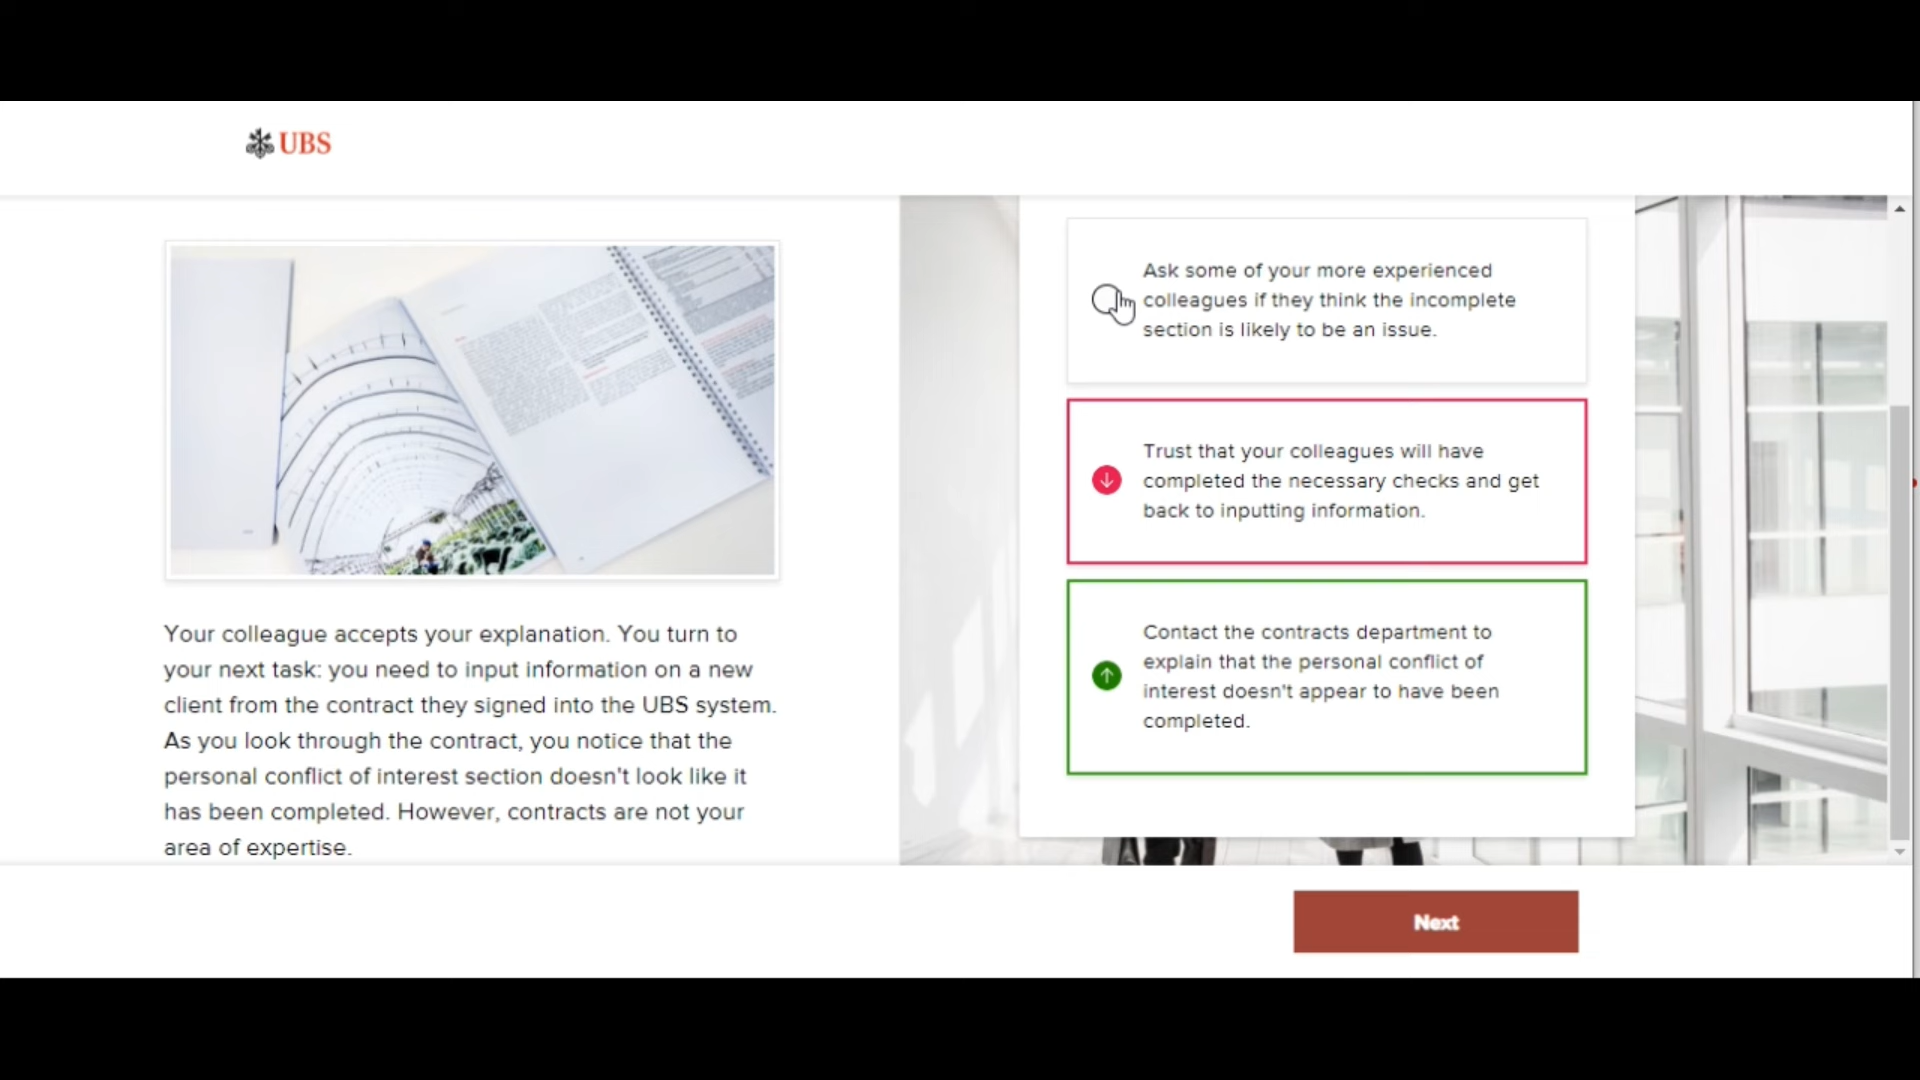 UBS
Your colleague accepts your explanation. You turn to
your next task: you need to input information on a new
client from the contract they signed into the UBS system.
As you look through the contract, you notice that the
personal conflict of interest section doesn't look like it
has been completed. However, contracts are not your
area of expertise.
Ask some of your more experienced
colleagues if they think the incomplete
section is likely to be an issue.
Trust that your colleagues will have
completed the necessary checks and get
back to inputting information.
Contact the contracts department to
explain that the personal conflict of
interest doesn't appear to have been
completed.
Next